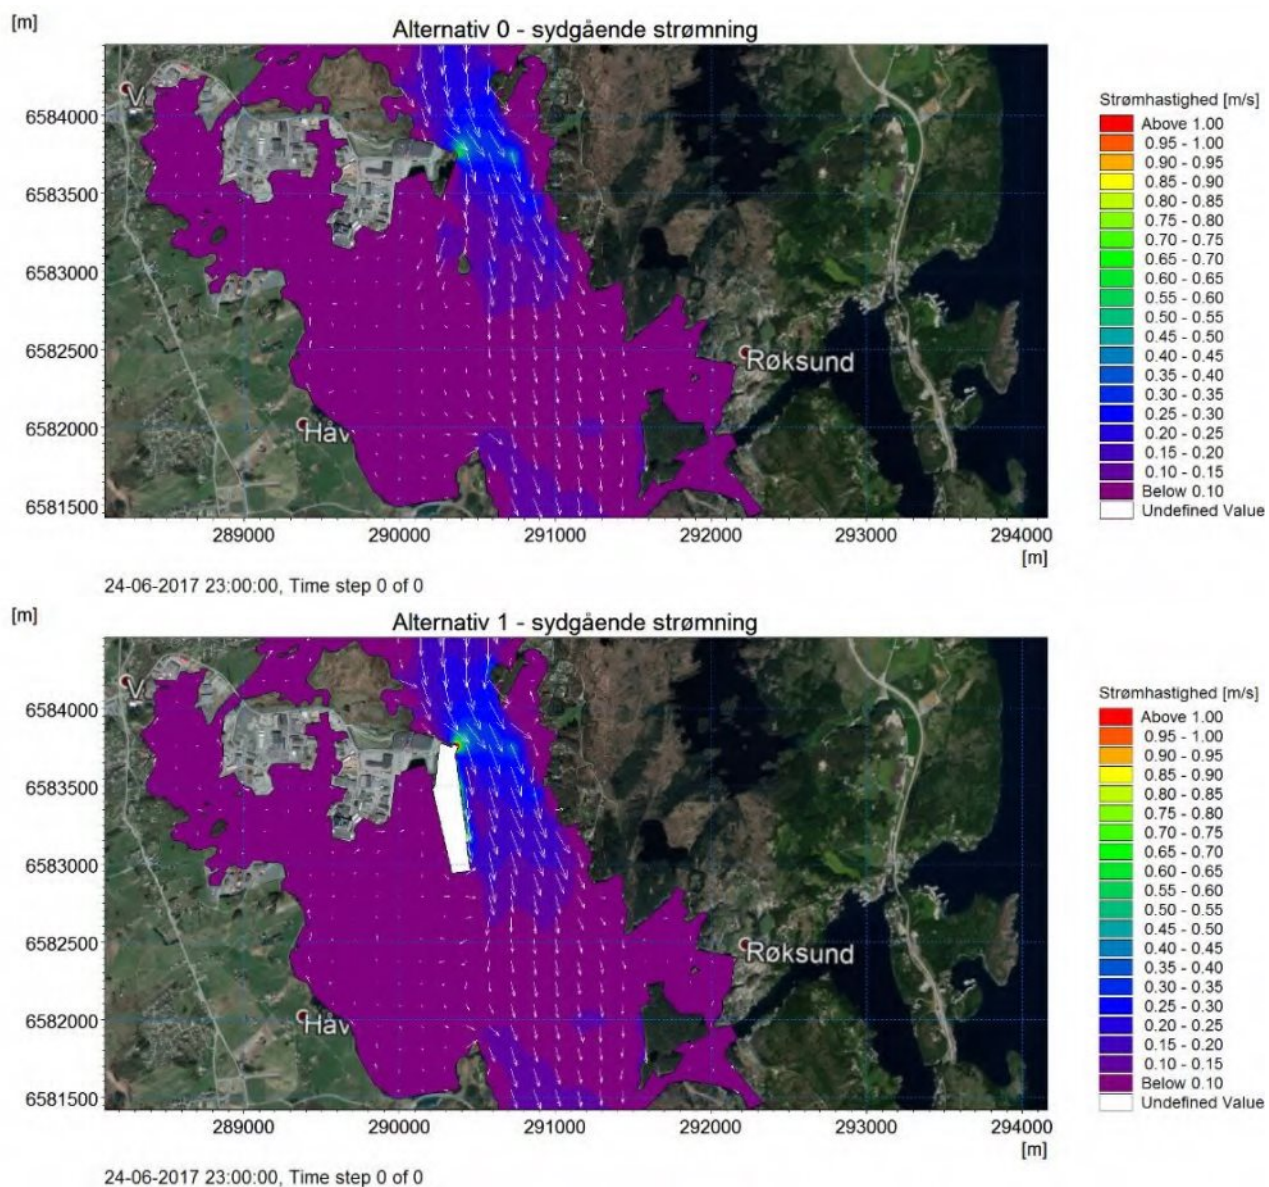 [m]
Alternativ 0 - sydgående strømning
6584000
6583500
6583000
6582500
6582000
6581500
V
Røksund
Håv
289000 290000 291000 292000 293000 294000
[m]
24-06-2017 23:00:00, Time step 0 of 0
Strømhastighed [m/s]
Above 1.00
0.95 - 1.00
0.90 - 0.95
0.85 - 0.90
0.80 - 0.85
0.75 - 0.80
0.70 - 0.75
0.65 - 0.70
0.60 - 0.65
0.55 - 0.60
0.50 - 0.55
0.45 - 0.50
0.40 - 0.45
0.35 - 0.40
0.30 - 0.35
0.25 - 0.30
0.20 - 0.25
0.15 - 0.20
0.10 - 0.15
Below 0.10
Undefined Value
[m]
Alternativ 1 - sydgående strømning
6584000
6583500
6583000
6582500
6582000
6581500
V
Røksund
Håv
289000 290000 291000 292000 293000 294000
[m]
24-06-2017 23:00:00, Time step 0 of 0
Strømhastighed [m/s]
Above 1.00
0.95 - 1.00
0.90 - 0.95
0.85 - 0.90
0.80 - 0.85
0.75 - 0.80
0.70 - 0.75
0.65 - 0.70
0.60 - 0.65
0.55 - 0.60
0.50 - 0.55
0.45 - 0.50
0.40 - 0.45
0.35 - 0.40
0.30 - 0.35
0.25 - 0.30
0.20 - 0.25
0.15 - 0.20
0.10 - 0.15
Below 0.10
Undefined Value